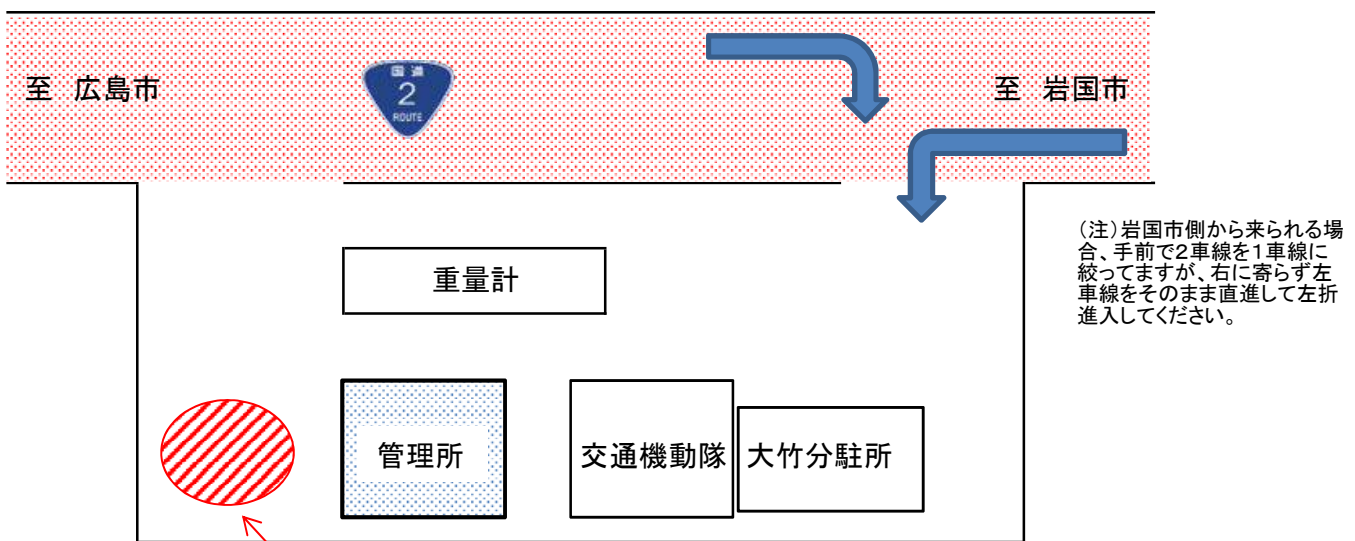 至 広島市
国道
2
ROUTE
至 岩国市
(注)岩国市側から来られる場
合、手前で2車線を1車線に
絞ってますが、右に寄らず左
車線をそのまま直進して左折
進入してください。
重量計
管理所
交通機動隊
大竹分駐所